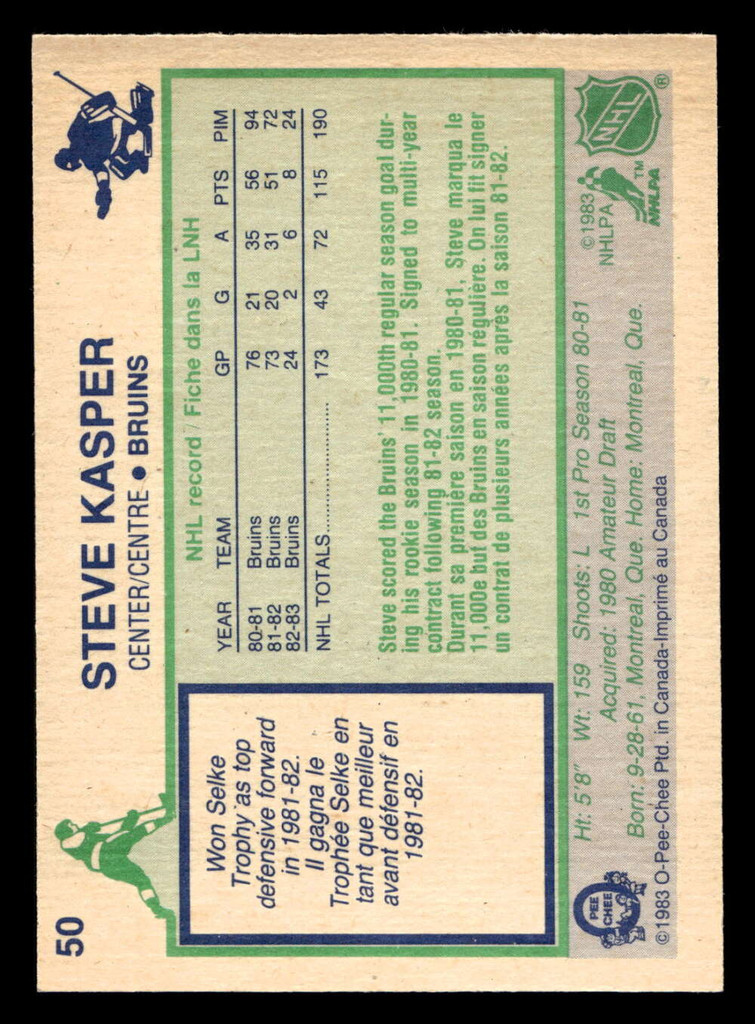 50
STEVE KASPER
CENTER/CENTRE • BRUINS
Won Selke
Trophy as top
defensive forward
in 1981-82.
Il gagna le
Trophée Selke en
tant que meilleur
avant défensif en
1981-82.
NHL record / Fiche dans la LNH
YEAR TEAM GP G A PTS PIM
80-81 Bruins 76 21 35 56 94
81-82 Bruins 73 20 31 51 72
82-83 Bruins 24 2 6 8 24
NHL TOTALS.................... 173 43 72 115 190
Steve scored the Bruins' 11,000th regular season goal dur-
ing his rookie season in 1980-81. Signed to multi-year
contract following 81-82 season.
Durant sa première saison en 1980-81, Steve marqua le
11,000e but des Bruins en saison régulière. On lui fit signer
un contrat de plusieurs années après la saison 81-82.
Ht: 5'8" Wt: 159 Shoots: L 1st Pro Season 80-81
Acquired: 1980 Amateur Draft
Born: 9-28-61, Montreal, Que. Home: Montreal, Que.
©1983 O-Pee-Chee Ptd. in Canada-Imprimé au Canada
O
PEE
CHEE
©1983
NHLPA
NHLPA
TM
NHL
®